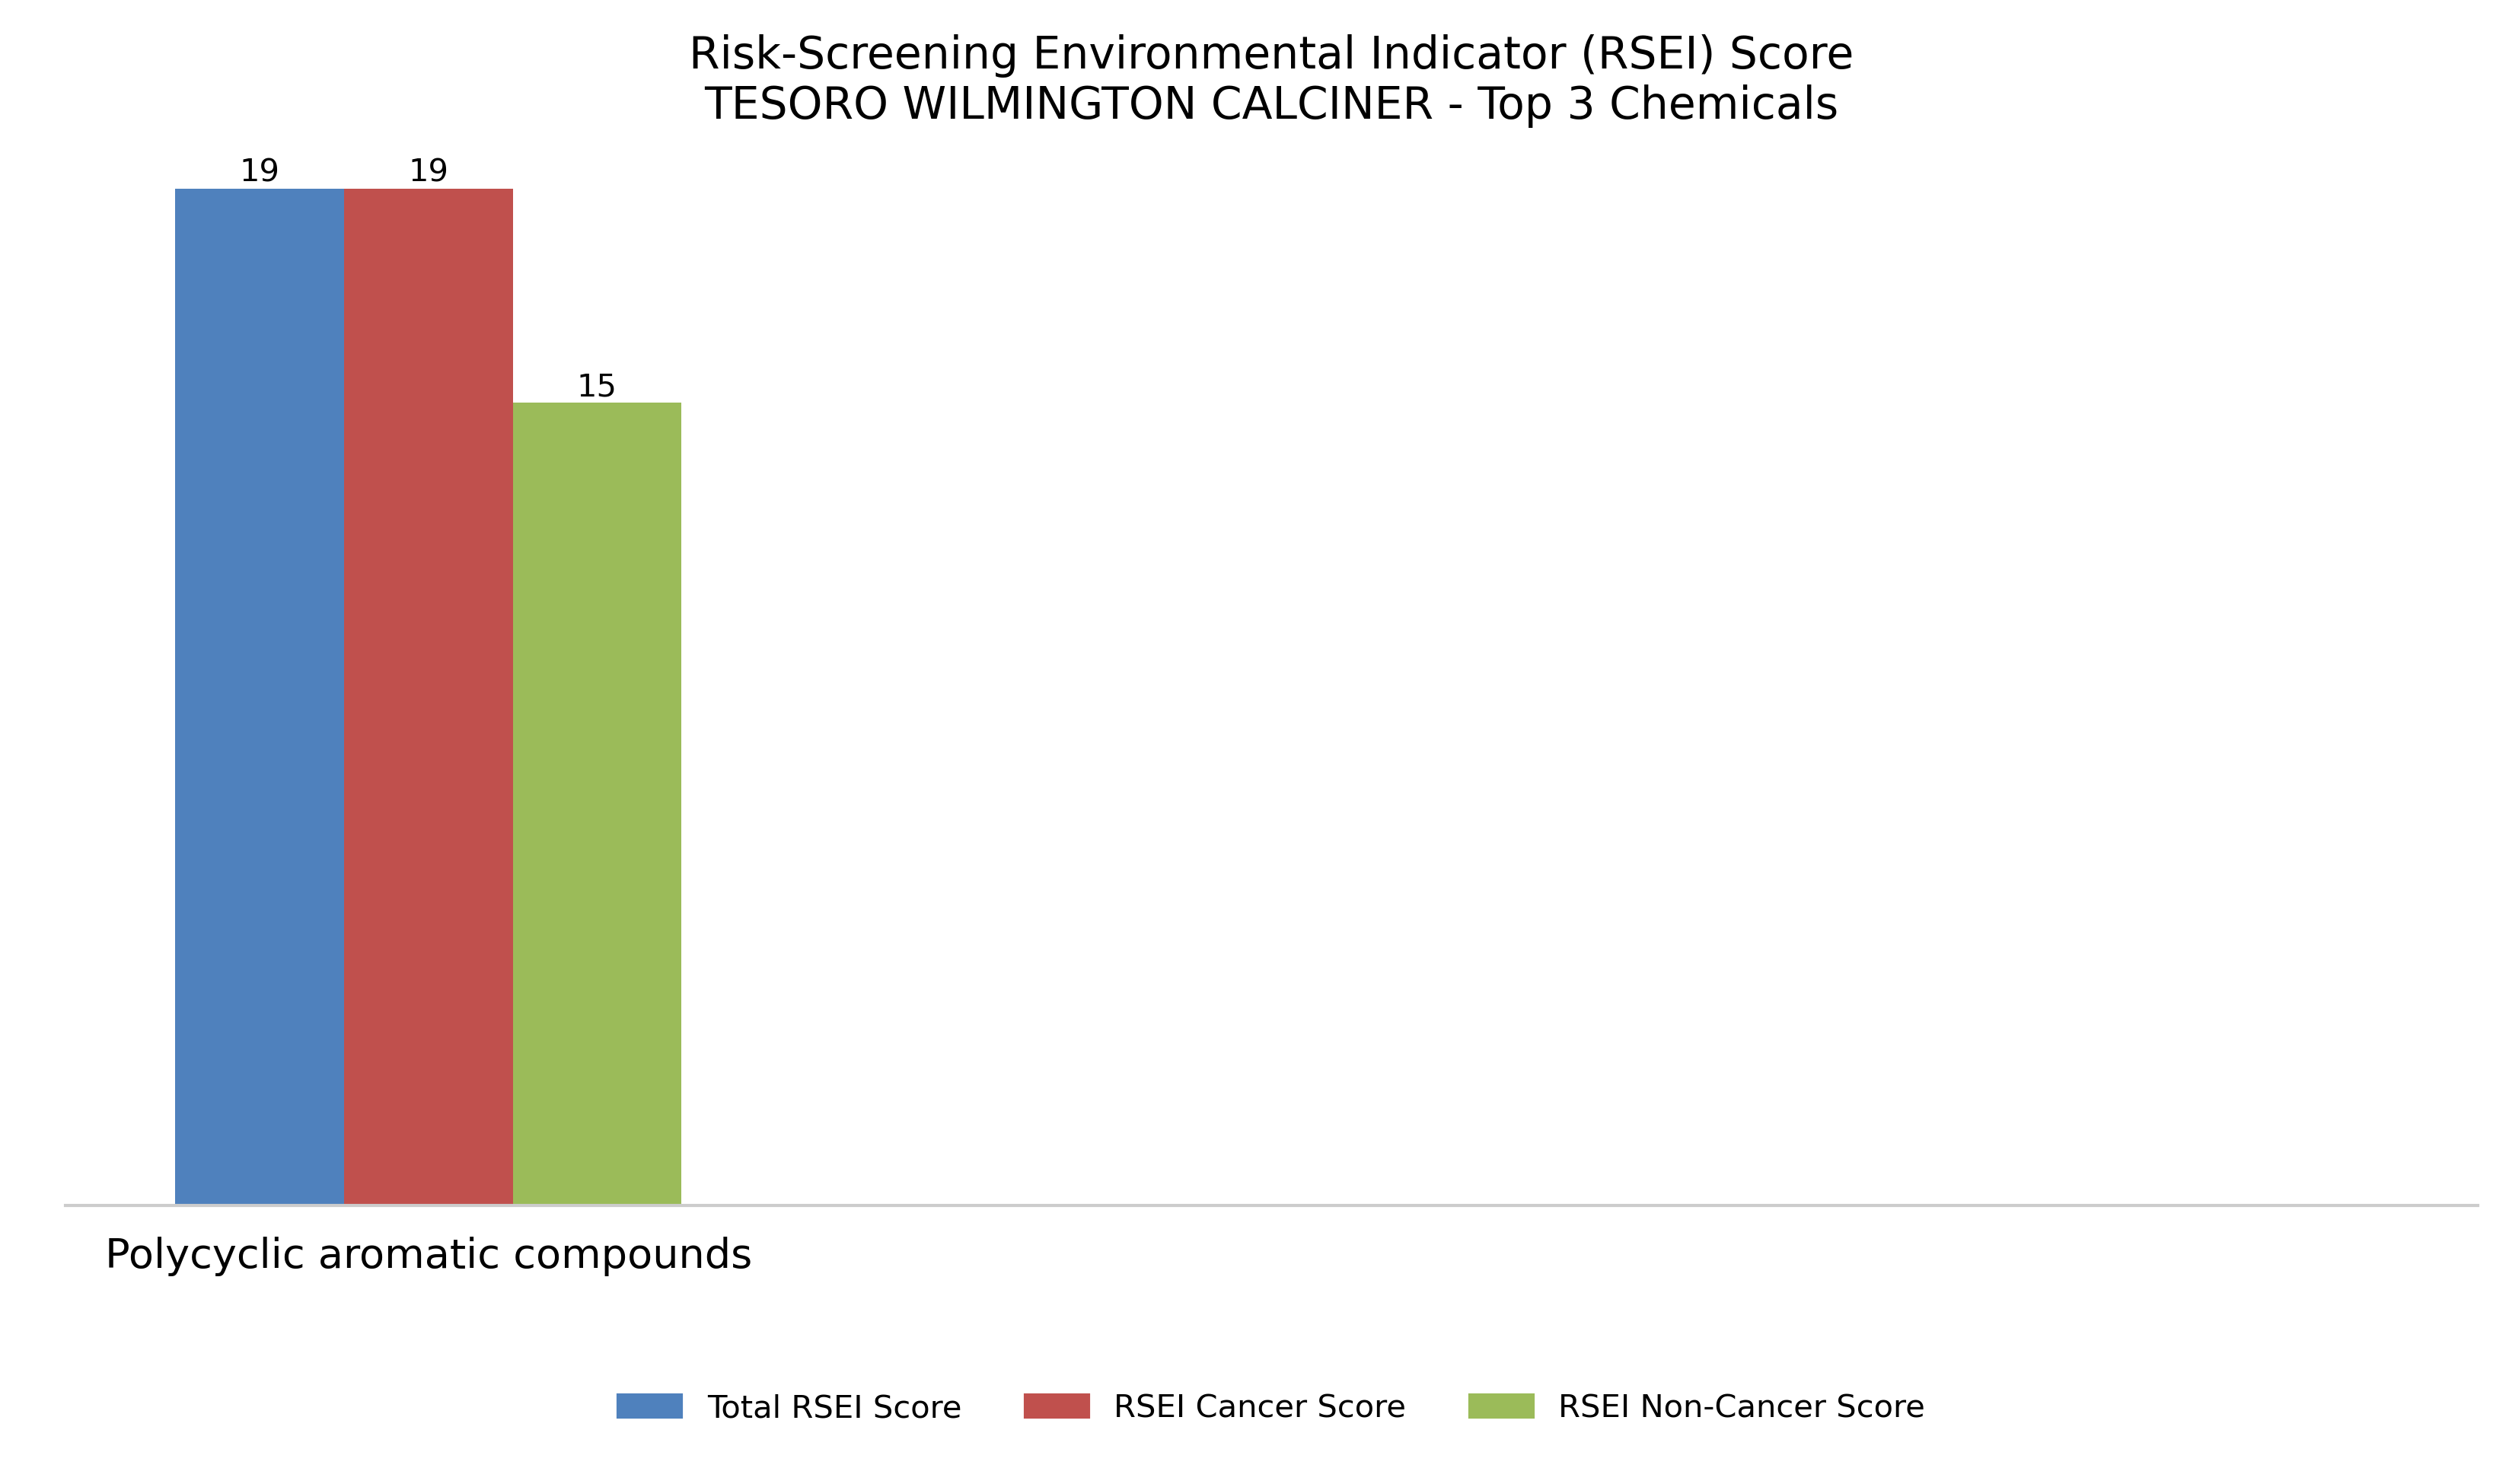 Risk-Screening Environmental Indicator (RSEI) Score
TESORO WILMINGTON CALCINER - Top 3 Chemicals
19
19
15
Polycyclic aromatic compounds
Total RSEI Score
RSEI Cancer Score
RSEI Non-Cancer Score